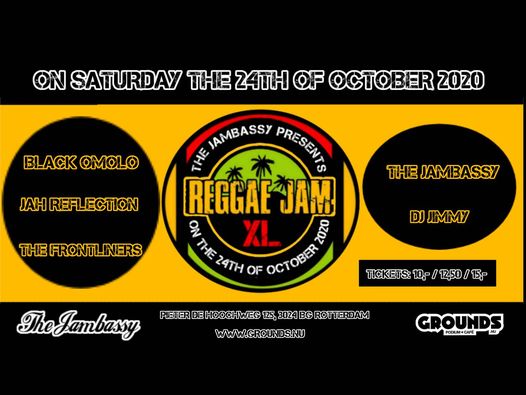 ON SATURDAY THE 24TH OF OCTOBER 2020
BLACK OMOLO
JAH REFLECTION
THE FRONTLINERS
THE JAMBASSY PRESENTS
REGGAE JAM
XL
ON THE 24TH OF OCTOBER 2020
THE JAMBASSY
DJ JIMMY
TICKETS: 10,- / 12,50 / 15,-
The Jambassy
PIETER DE HOOCHWEG 125, 3024 BG ROTTERDAM
WWW.GROUNDS.NU
GROUNDS
PODIUM + CAFÉ .NU